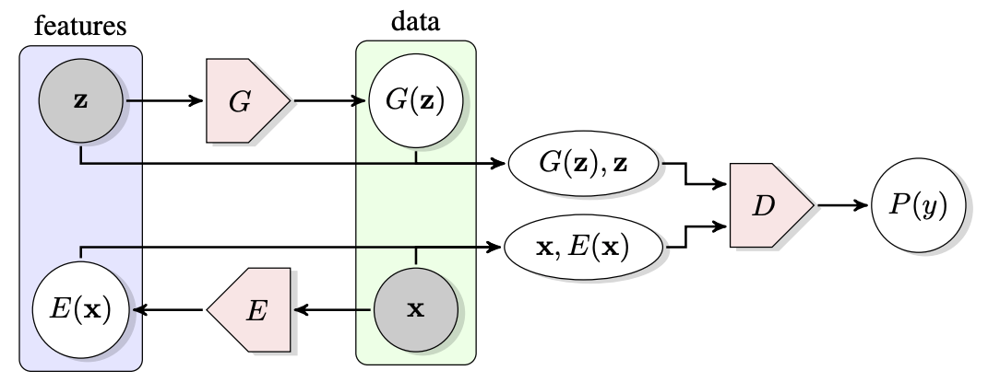 features
data
z
G
G(z)
G(z), z
D
P(y)
x, E(x)
E(x)
E
x